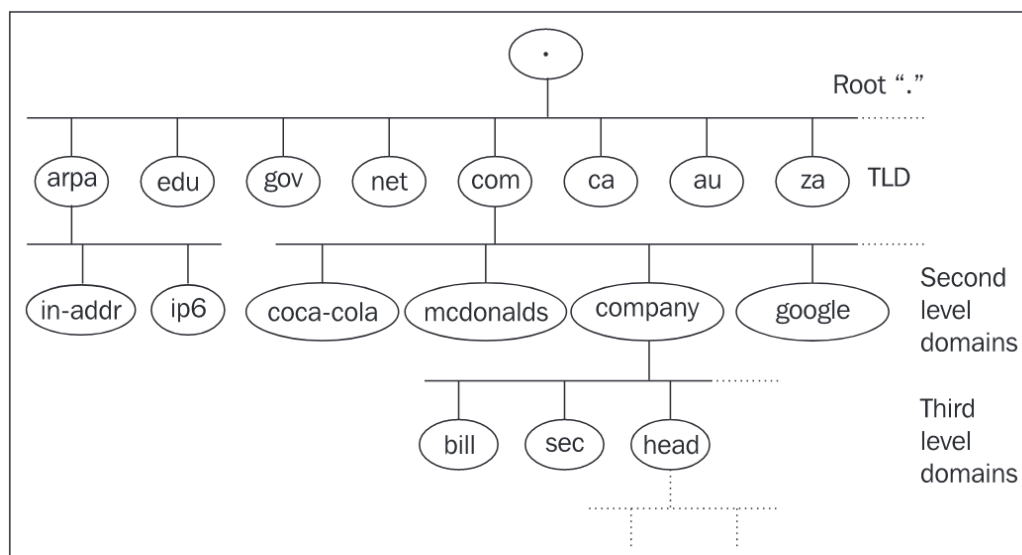 .
Root “.”
arpa edu gov net com ca au za TLD
in-addr ip6 coca-cola mcdonalds company google
Second
level
domains
bill sec head
Third
level
domains